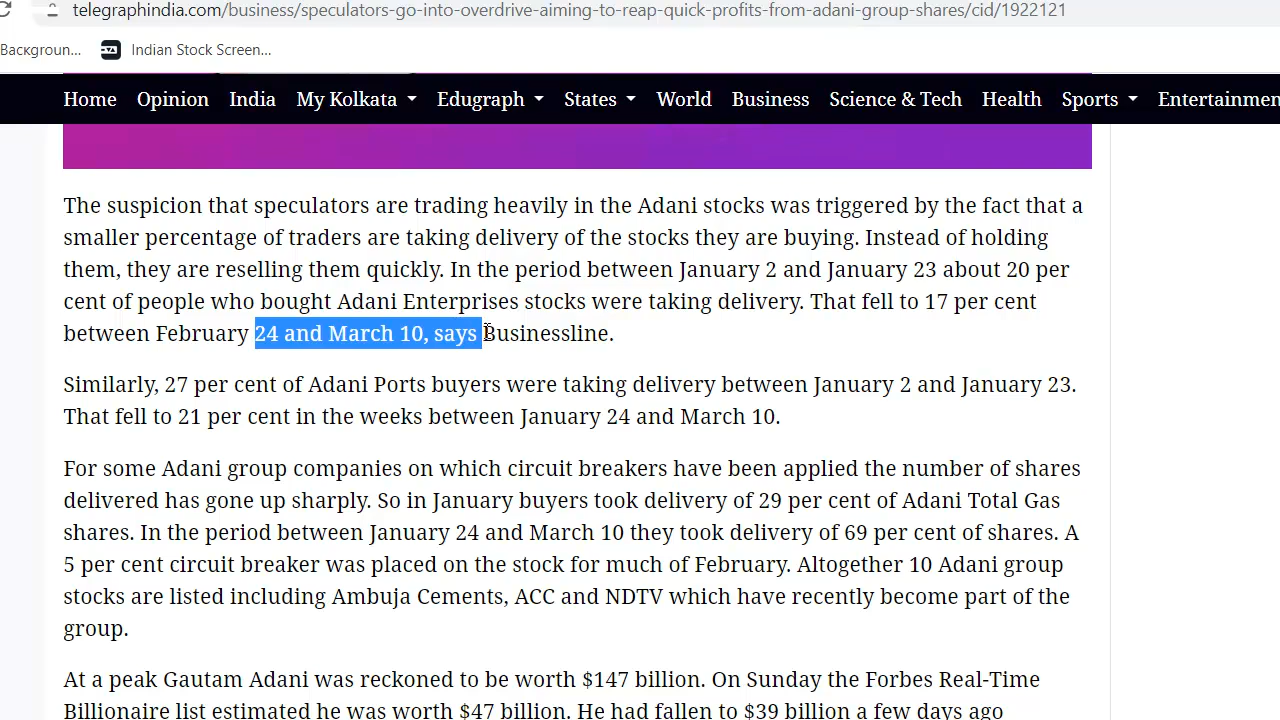 telegraphindia.com/business/speculators-go-into-overdrive-aiming-to-reap-quick-profits-from-adani-group-shares/cid/1922121
Backgroun... Indian Stock Screen...
Home Opinion India My Kolkata Edugraph States World Business Science & Tech Health Sports Entertainmen
The suspicion that speculators are trading heavily in the Adani stocks was triggered by the fact that a
smaller percentage of traders are taking delivery of the stocks they are buying. Instead of holding
them, they are reselling them quickly. In the period between January 2 and January 23 about 20 per
cent of people who bought Adani Enterprises stocks were taking delivery. That fell to 17 per cent
between February 24 and March 10, says Businessline.
Similarly, 27 per cent of Adani Ports buyers were taking delivery between January 2 and January 23.
That fell to 21 per cent in the weeks between January 24 and March 10.
For some Adani group companies on which circuit breakers have been applied the number of shares
delivered has gone up sharply. So in January buyers took delivery of 29 per cent of Adani Total Gas
shares. In the period between January 24 and March 10 they took delivery of 69 per cent of shares. A
5 per cent circuit breaker was placed on the stock for much of February. Altogether 10 Adani group
stocks are listed including Ambuja Cements, ACC and NDTV which have recently become part of the
group.
At a peak Gautam Adani was reckoned to be worth $147 billion. On Sunday the Forbes Real-Time
Billionaire list estimated he was worth $47 billion. He had fallen to $39 billion a few days ago